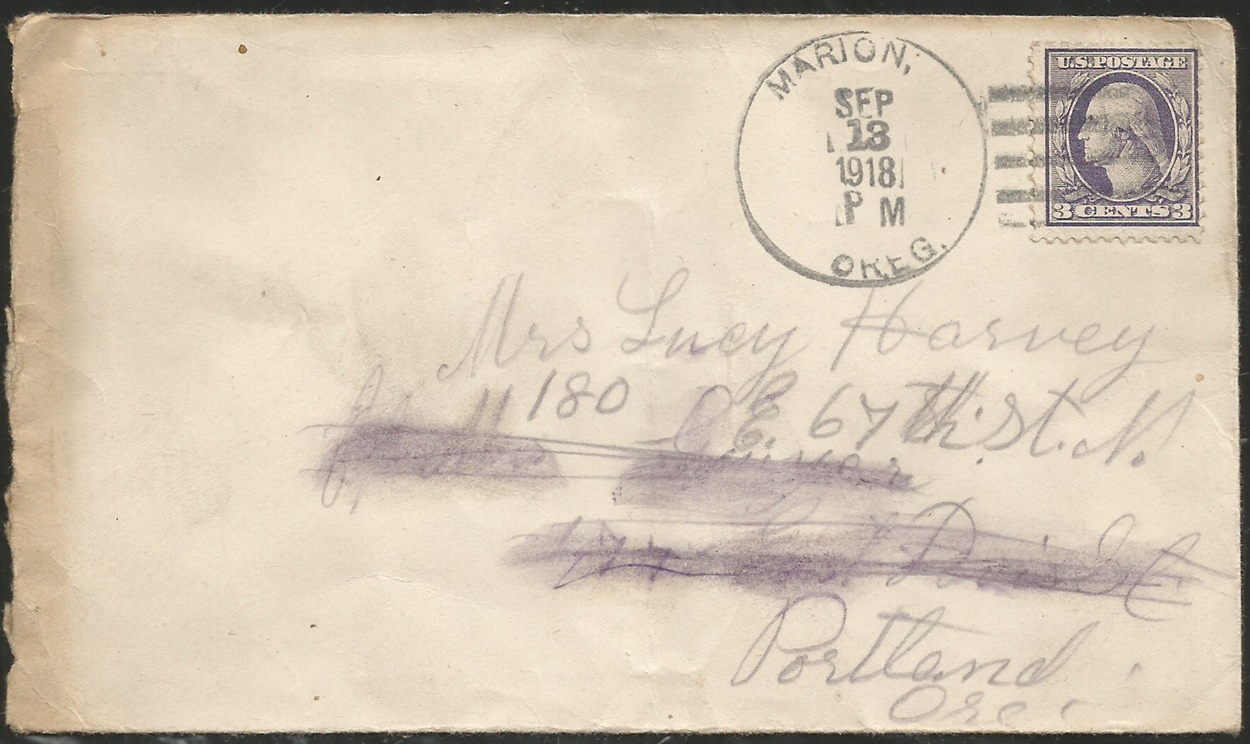 MARION,
SEP
13
1918
P M
OREG.
U.S. POSTAGE
3 CENTS 3
Mrs Lucy Harvey
180 E. 67th. St. N.
Portland
Ore.